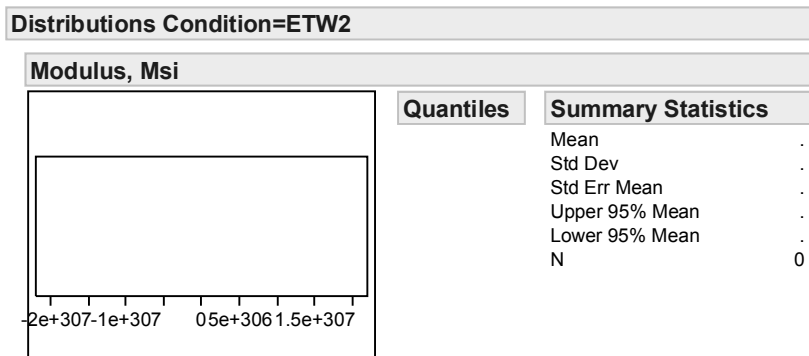 Distributions Condition=ETW2
Modulus, Msi
-2e+307-1e+307 0 5e+306 1.5e+307
Quantiles
Summary Statistics
Mean .
Std Dev .
Std Err Mean .
Upper 95% Mean .
Lower 95% Mean .
N 0